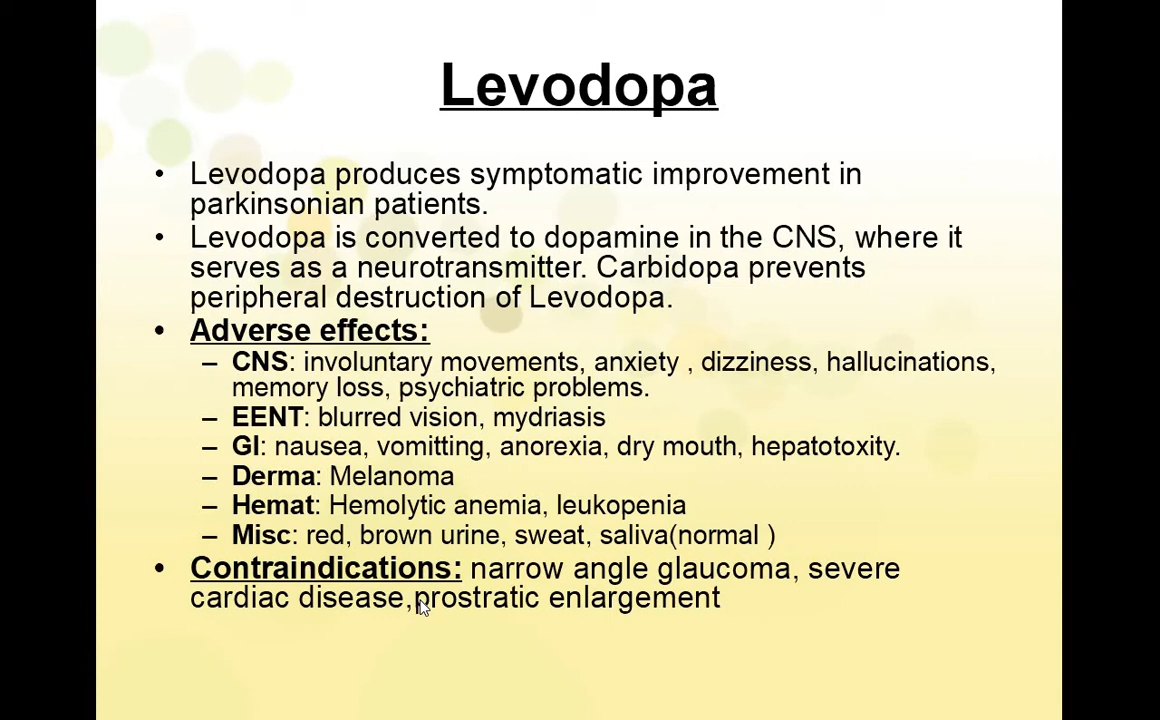 Levodopa
• Levodopa produces symptomatic improvement in
parkinsonian patients.
• Levodopa is converted to dopamine in the CNS, where it
serves as a neurotransmitter. Carbidopa prevents
peripheral destruction of Levodopa.
• Adverse effects:
– CNS: involuntary movements, anxiety , dizziness, hallucinations,
memory loss, psychiatric problems.
– EENT: blurred vision, mydriasis
– GI: nausea, vomitting, anorexia, dry mouth, hepatotoxity.
– Derma: Melanoma
– Hemat: Hemolytic anemia, leukopenia
– Misc: red, brown urine, sweat, saliva(normal )
• Contraindications: narrow angle glaucoma, severe
cardiac disease,prostratic enlargement